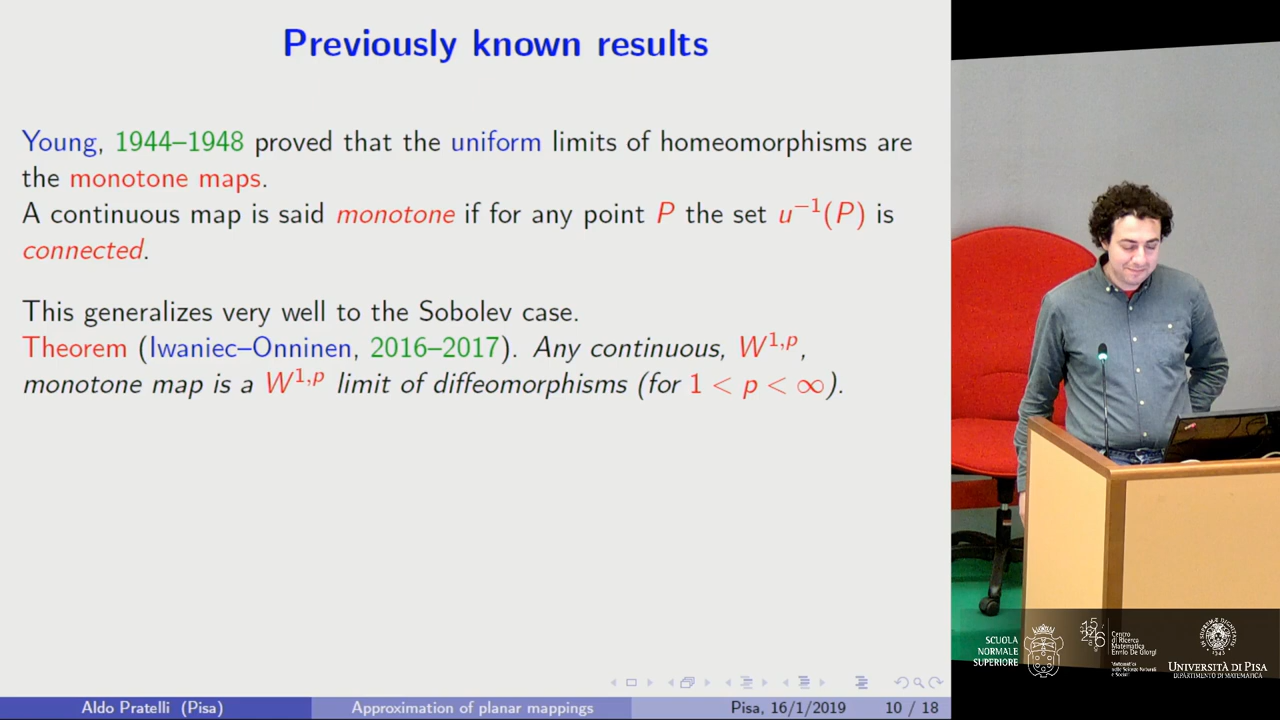 Previously known results
Young, 1944–1948 proved that the uniform limits of homeomorphisms are
the monotone maps.
A continuous map is said monotone if for any point P the set u⁻¹(P) is
connected.
This generalizes very well to the Sobolev case.
Theorem (Iwaniec–Onninen, 2016–2017). Any continuous, W^{1,p},
monotone map is a W^{1,p} limit of diffeomorphisms (for 1 < p < ∞).
Aldo Pratelli (Pisa)
Approximation of planar mappings
Pisa, 16/1/2019
10 / 18
SCUOLA
NORMALE
SUPERIORE
Centro
di Ricerca
Matematica
Ennio De Giorgi
UNIVERSITÀ DI PISA
DIPARTIMENTO DI MATEMATICA